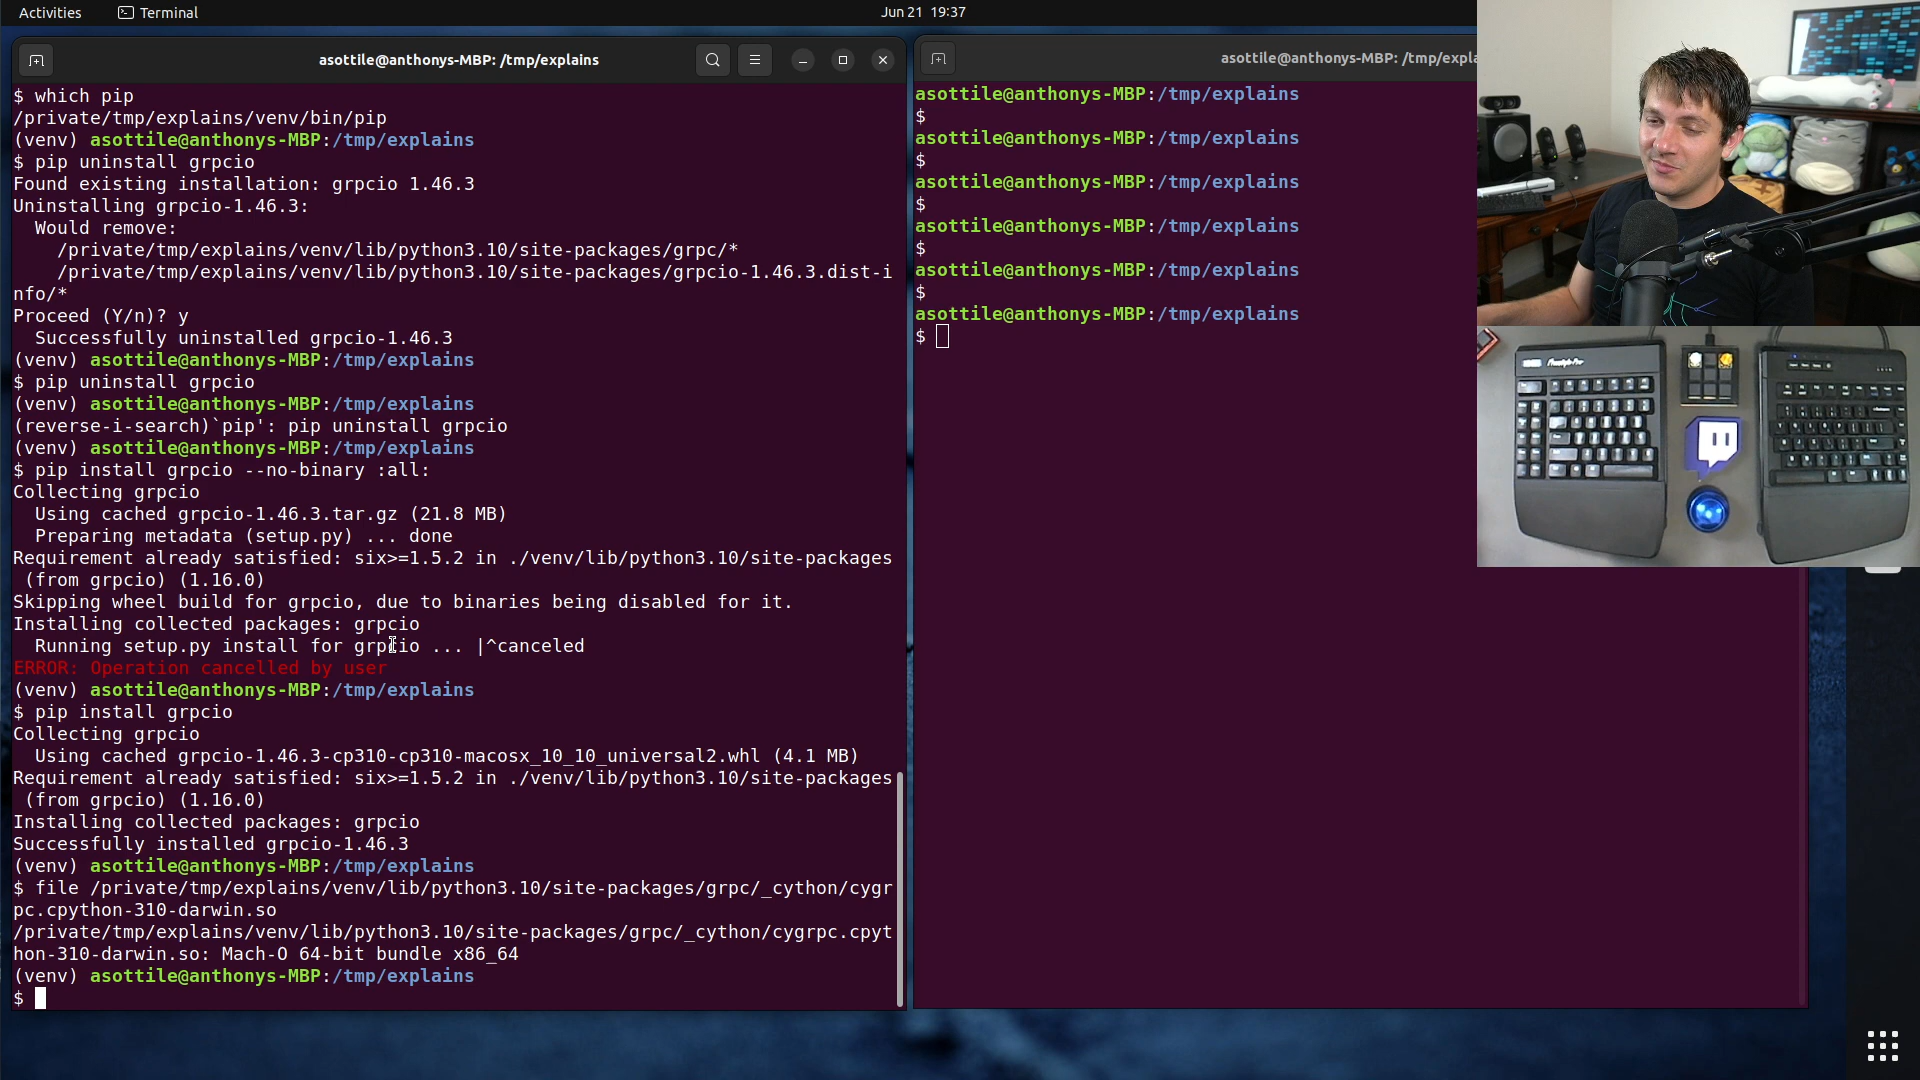 Activities
Terminal
Jun 21 19:37
asottile@anthonys-MBP: /tmp/explains
$ which pip
/private/tmp/explains/venv/bin/pip
(venv) asottile@anthonys-MBP:/tmp/explains
$ pip uninstall grpcio
Found existing installation: grpcio 1.46.3
Uninstalling grpcio-1.46.3:
  Would remove:
    /private/tmp/explains/venv/lib/python3.10/site-packages/grpc/*
    /private/tmp/explains/venv/lib/python3.10/site-packages/grpcio-1.46.3.dist-i
nfo/*
Proceed (Y/n)? y
  Successfully uninstalled grpcio-1.46.3
(venv) asottile@anthonys-MBP:/tmp/explains
$ pip uninstall grpcio
(venv) asottile@anthonys-MBP:/tmp/explains
(reverse-i-search)`pip': pip uninstall grpcio
(venv) asottile@anthonys-MBP:/tmp/explains
$ pip install grpcio --no-binary :all:
Collecting grpcio
  Using cached grpcio-1.46.3.tar.gz (21.8 MB)
  Preparing metadata (setup.py) ... done
Requirement already satisfied: six>=1.5.2 in ./venv/lib/python3.10/site-packages
 (from grpcio) (1.16.0)
Skipping wheel build for grpcio, due to binaries being disabled for it.
Installing collected packages: grpcio
  Running setup.py install for grpcio ... |^canceled
ERROR: Operation cancelled by user
(venv) asottile@anthonys-MBP:/tmp/explains
$ pip install grpcio
Collecting grpcio
  Using cached grpcio-1.46.3-cp310-cp310-macosx_10_10_universal2.whl (4.1 MB)
Requirement already satisfied: six>=1.5.2 in ./venv/lib/python3.10/site-packages
 (from grpcio) (1.16.0)
Installing collected packages: grpcio
Successfully installed grpcio-1.46.3
(venv) asottile@anthonys-MBP:/tmp/explains
$ file /private/tmp/explains/venv/lib/python3.10/site-packages/grpc/_cython/cygr
pc.cpython-310-darwin.so
/private/tmp/explains/venv/lib/python3.10/site-packages/grpc/_cython/cygrpc.cpyt
hon-310-darwin.so: Mach-O 64-bit bundle x86_64
(venv) asottile@anthonys-MBP:/tmp/explains
$
asottile@anthonys-MBP: /tmp/expla
asottile@anthonys-MBP:/tmp/explains
$
asottile@anthonys-MBP:/tmp/explains
$
asottile@anthonys-MBP:/tmp/explains
$
asottile@anthonys-MBP:/tmp/explains
$
asottile@anthonys-MBP:/tmp/explains
$
asottile@anthonys-MBP:/tmp/explains
$